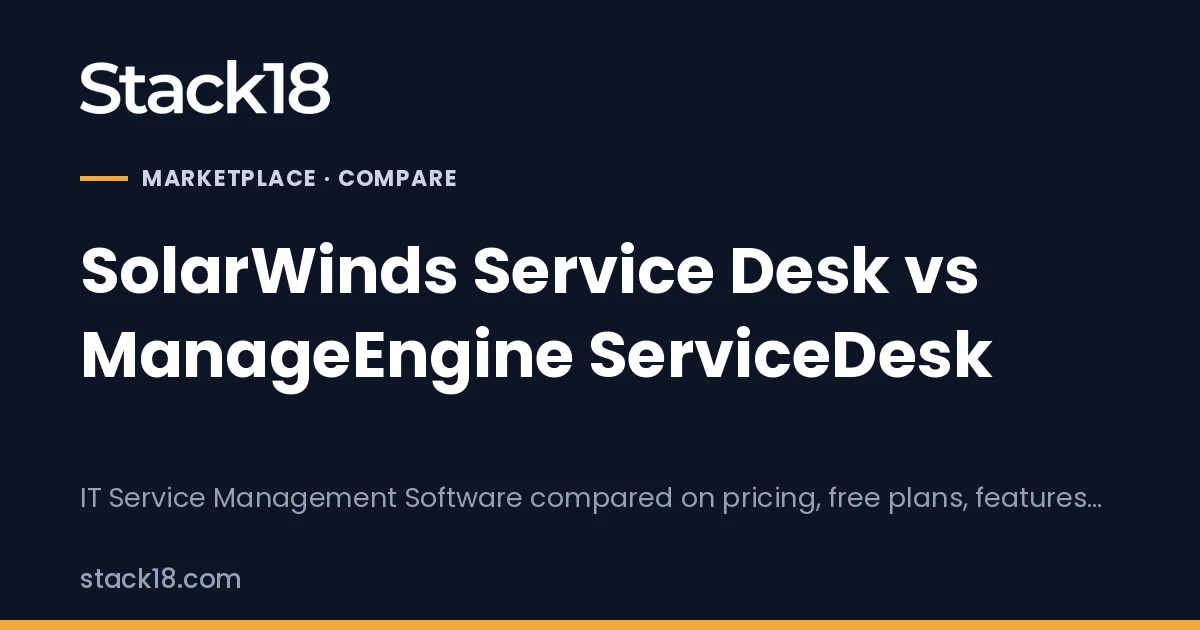 Stack18
MARKETPLACE · COMPARE
SolarWinds Service Desk vs
ManageEngine ServiceDesk
IT Service Management Software compared on pricing, free plans, features...
stack18.com